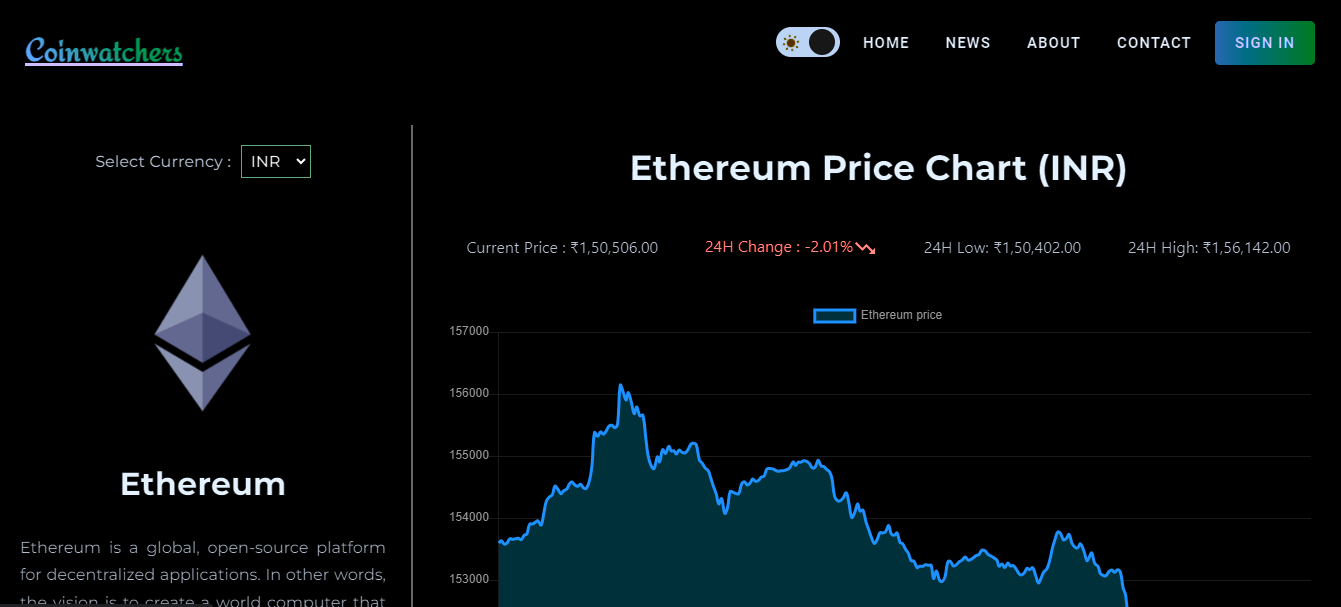 Coinwatchers
HOME
NEWS
ABOUT
CONTACT
SIGN IN
Select Currency :
INR
Ethereum
Ethereum is a global, open-source platform
for decentralized applications. In other words,
the vision is to create a world computer that
Ethereum Price Chart (INR)
Current Price : ₹1,50,506.00
24H Change : -2.01%
24H Low: ₹1,50,402.00
24H High: ₹1,56,142.00
Ethereum price
157000
156000
155000
154000
153000